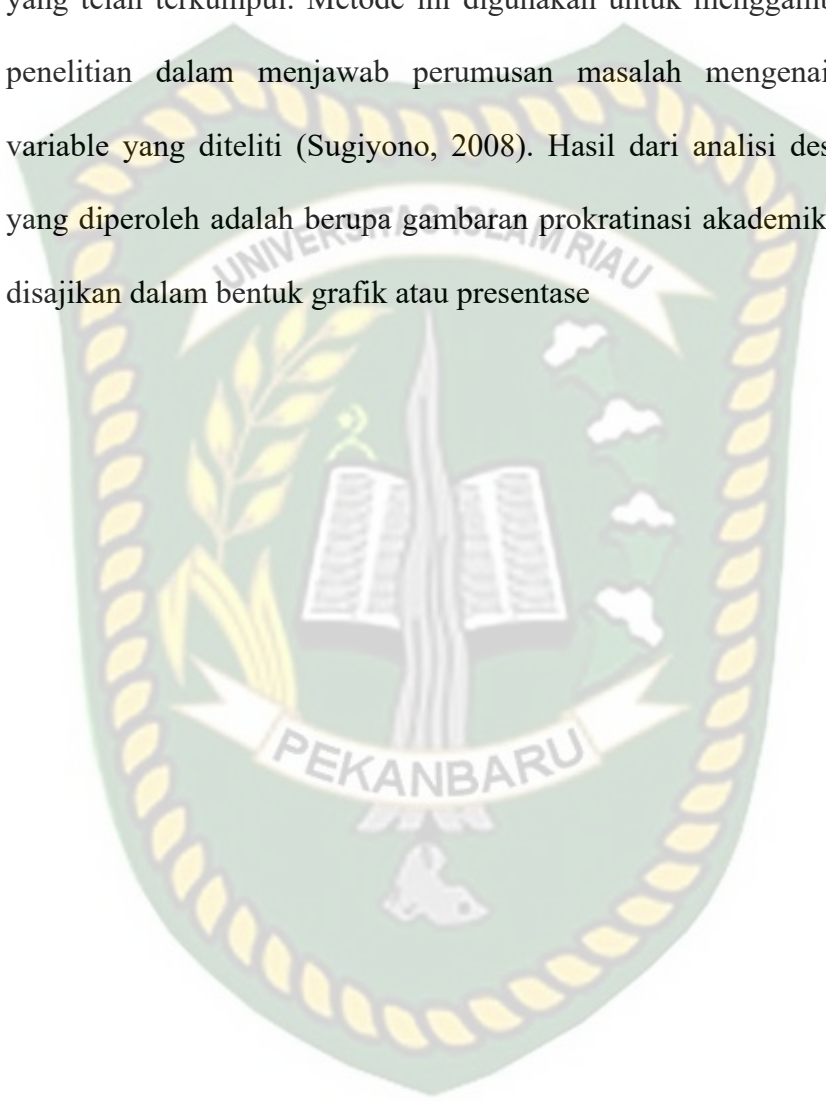 yang telah terkumpul. Metode ini digunakan untuk
penelitian dalam menjawab perumusan masalah mengenai
variable yang diteliti (Sugiyono, 2008). Hasil dari analisi
yang diperoleh adalah berupa gambaran prokratinasi akademik
disajikan dalam bentuk grafik atau presentase
UNIVERSITAS ISLAM RIAU
PEKANBARU